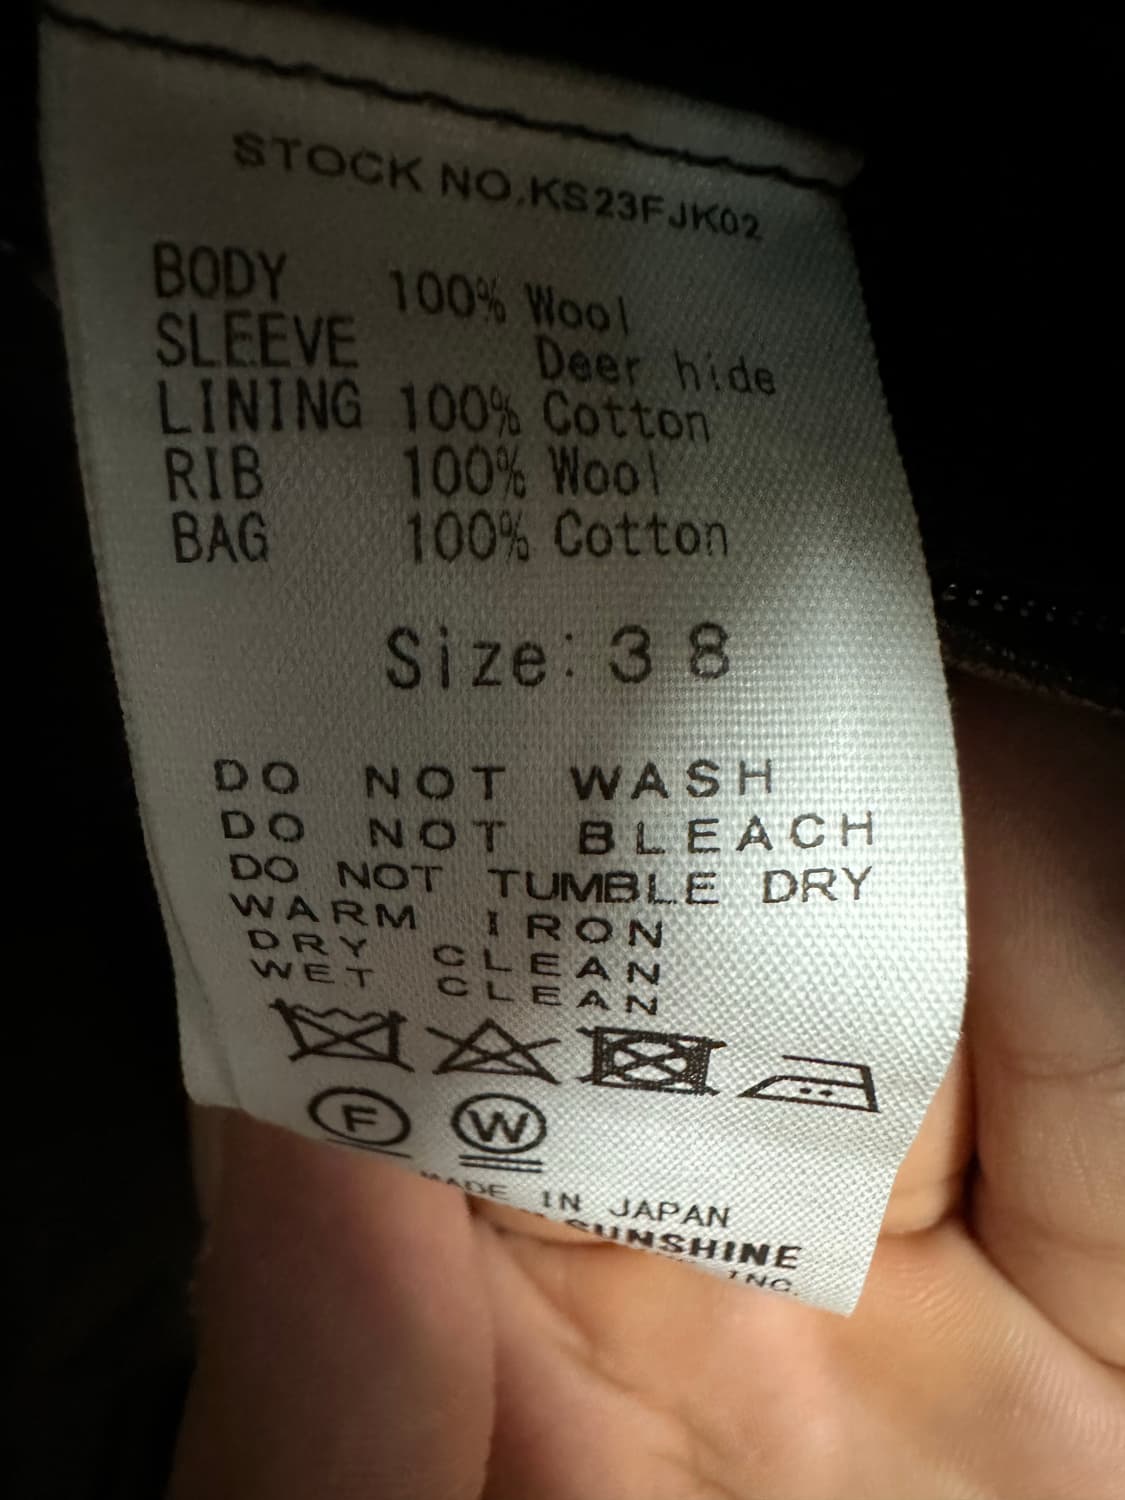 STOCK NO.KS23FJK02
BODY 100% Wool
SLEEVE Deer hide
LINING 100% Cotton
RIB 100% Wool
BAG 100% Cotton
Size:38
DO NOT WASH
DO NOT BLEACH
DO NOT TUMBLE DRY
WARM IRON
DRY CLEAN
WET CLEAN
F W
MADE IN JAPAN
SUNSHINE
INC.